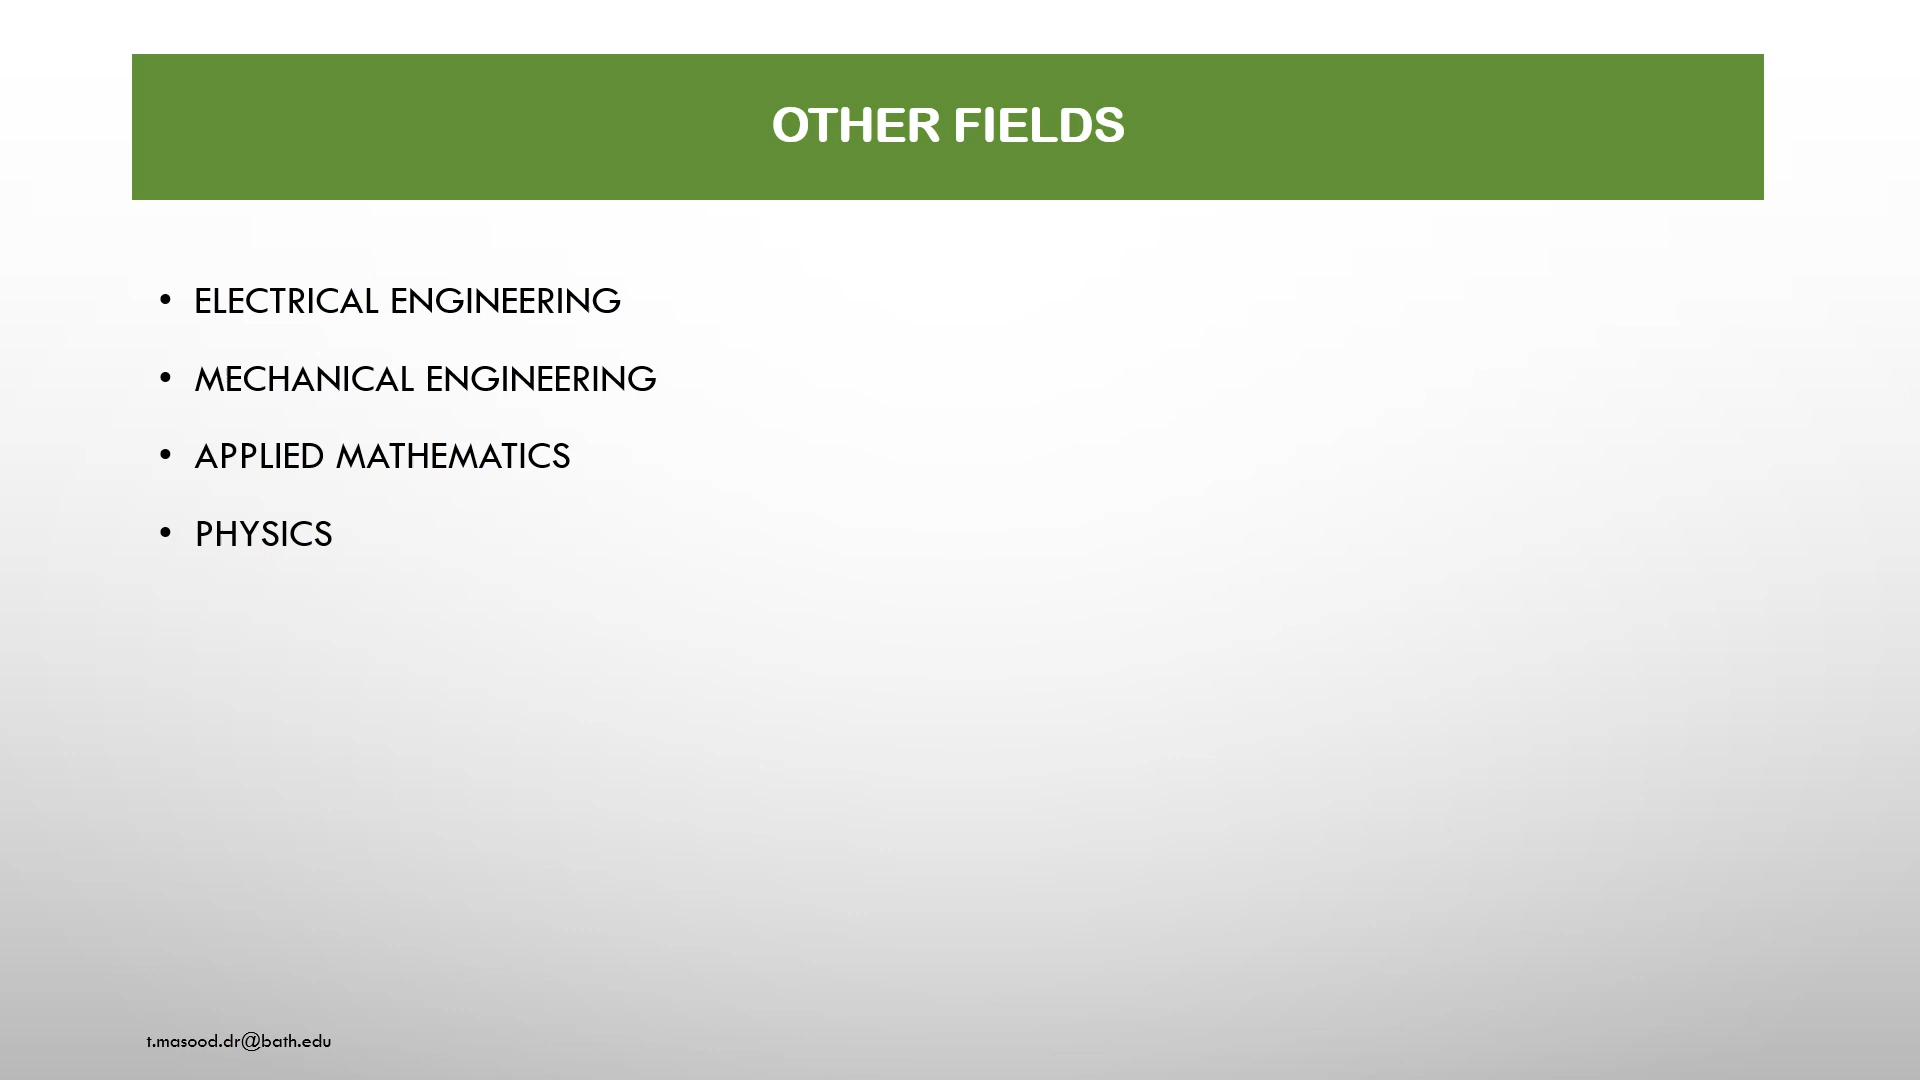 OTHER FIELDS
• ELECTRICAL ENGINEERING
• MECHANICAL ENGINEERING
• APPLIED MATHEMATICS
• PHYSICS
t.masood.dr@bath.edu